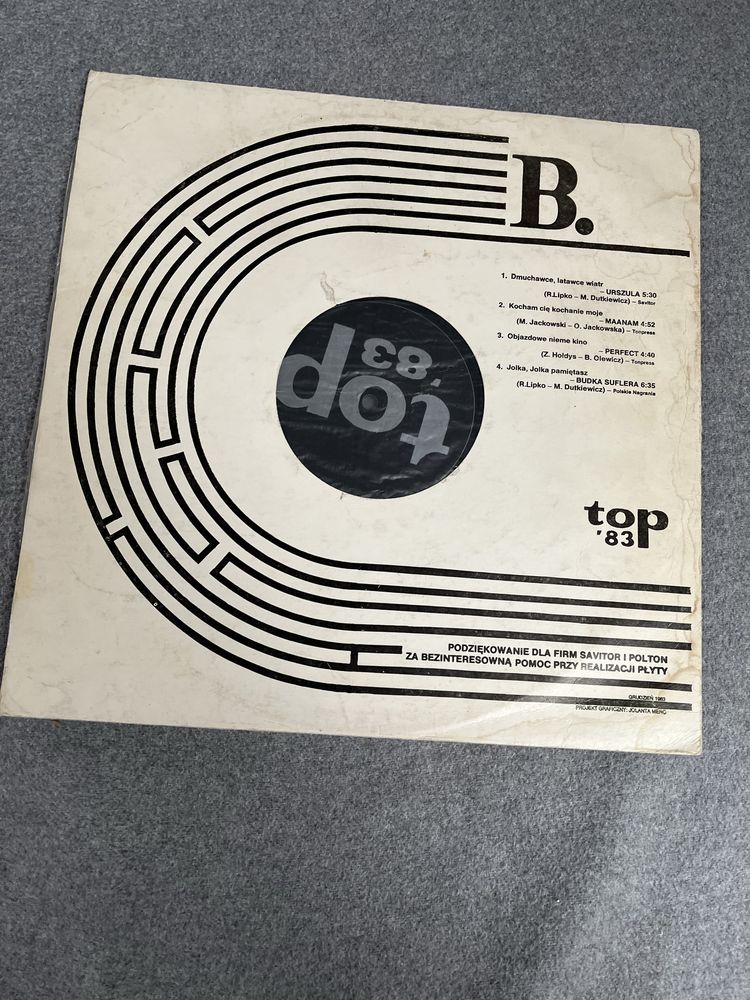 B.
1. Dmuchawce, latawce wiatr
– URSZULA 5:30
(R.Lipko – M. Dutkiewicz) – Savitor
2. Kocham cię kochanie moje
– MAANAM 4:52
(M. Jackowski – O. Jackowska) – Tonpress
3. Objazdowe nieme kino
– PERFECT 4:40
(Z. Hołdys – B. Olewicz) – Tonpress
4. Jolka, Jolka pamiętasz
– BUDKA SUFLERA 6:35
(R.Lipko – M. Dutkiewicz) – Polskie Nagrania
top
'83
top
'83
PODZIĘKOWANIE DLA FIRM SAVITOR I POLTON
ZA BEZINTERESOWNĄ POMOC PRZY REALIZACJI PŁYTY
GRUDZIEŃ 1983
PROJEKT GRAFICZNY: JOLANTA MERC